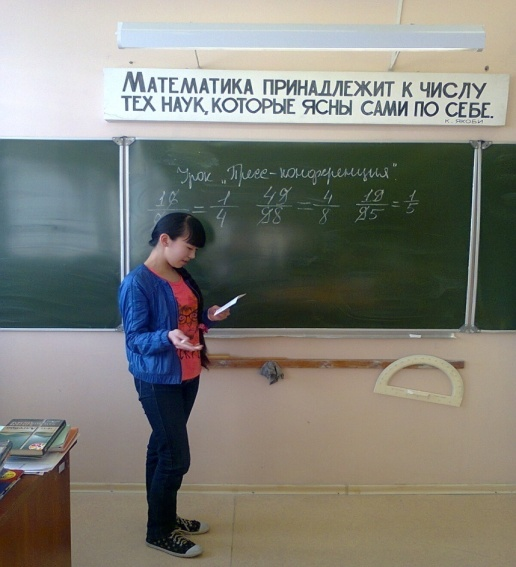 МАТЕМАТИКА ПРИНАДЛЕЖИТ К ЧИСЛУ
ТЕХ НАУК, КОТОРЫЕ ЯСНЫ САМИ ПО СЕБЕ.
К. ЯКОБИ
Урок „Пресс-конференция".
16/ = 1/4 49/98 = 4/8 19/95 = 1/5